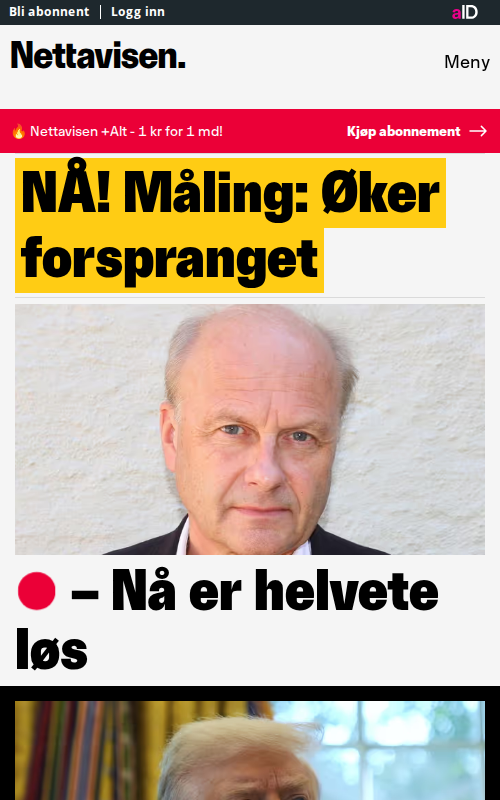 Bli abonnent | Logg inn
aID
Nettavisen.
Meny
🔥 Nettavisen +Alt - 1 kr for 1 md!
Kjøp abonnement →
NÅ! Måling: Øker
forspranget
– Nå er helvete
løs